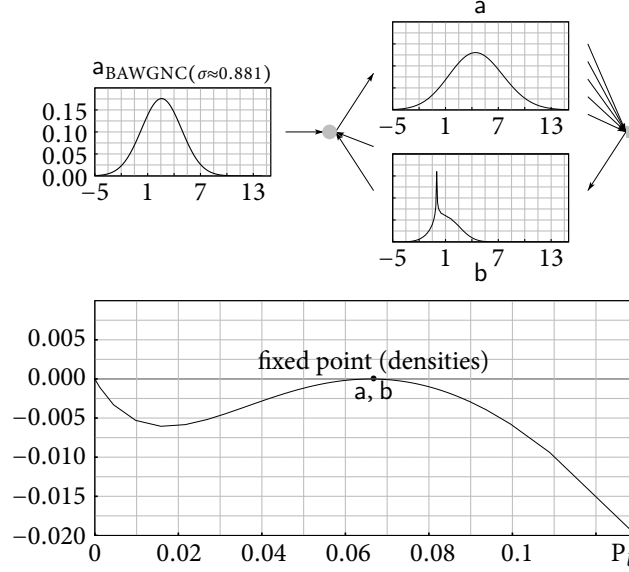 a
aBAWGNC(σ≈0.881)
0.15
0.10
0.05
0.00
-5 1 7 13
-5 1 7 13
-5 1 7 13
b
0.005
0.000
−0.005
−0.010
−0.015
−0.020
fixed point (densities)
a, b
0 0.02 0.04 0.06 0.08 0.1 P